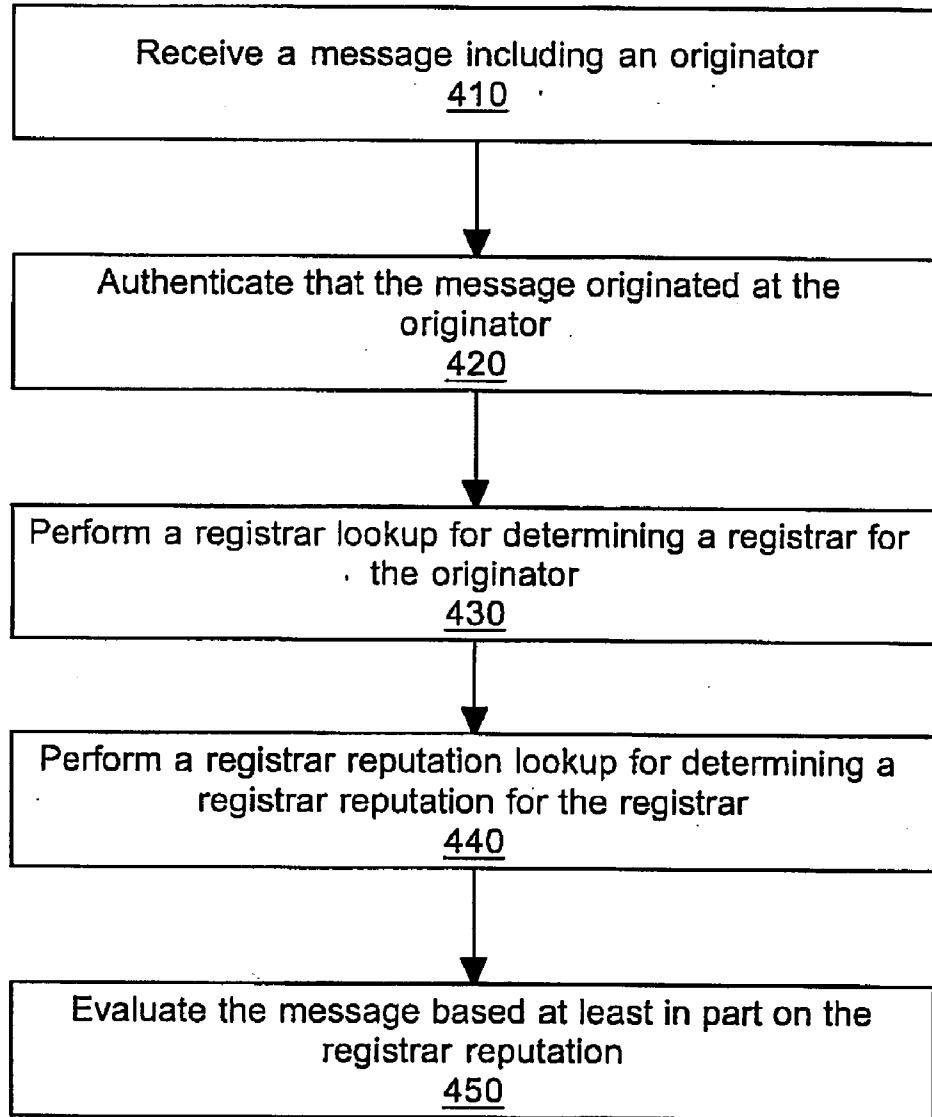 Receive a message including an originator
410
Authenticate that the message originated at the
originator
420
Perform a registrar lookup for determining a registrar for
the originator
430
Perform a registrar reputation lookup for determining a
registrar reputation for the registrar
440
Evaluate the message based at least in part on the
registrar reputation
450